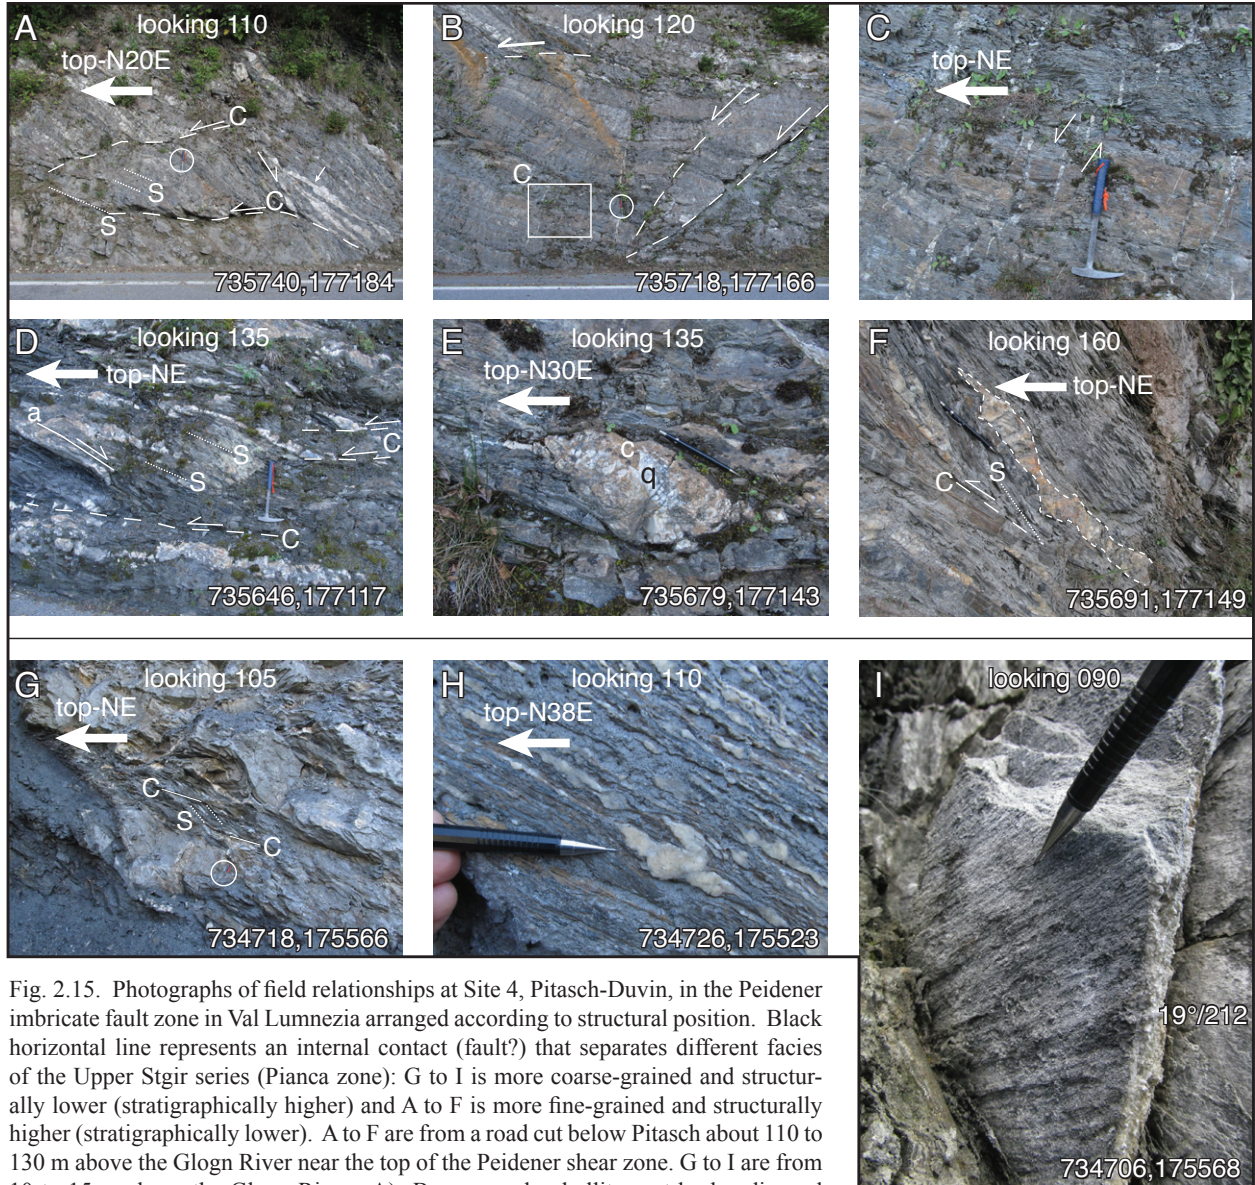 A looking 110
top-N20E
C
S
S
C
735740,177184
B looking 120
C
735718,177166
C
top-NE
D looking 135
top-NE
a
S
S
C
C
735646,177117
E looking 135
top-N30E
c
q
735679,177143
F looking 160
top-NE
C
S
735691,177149
G looking 105
top-NE
C
S
C
734718,175566
H looking 110
top-N38E
734726,175523
I looking 090
19°/212
734706,175568
Fig. 2.15. Photographs of field relationships at Site 4, Pitasch-Duvin, in the Peidener
imbricate fault zone in Val Lumnezia arranged according to structural position. Black
horizontal line represents an internal contact (fault?) that separates different facies
of the Upper Stgir series (Pianca zone): G to I is more coarse-grained and structur-
ally lower (stratigraphically higher) and A to F is more fine-grained and structurally
higher (stratigraphically lower). A to F are from a road cut below Pitasch about 110 to
130 m above the Glogn River near the top of the Peidener shear zone. G to I are from